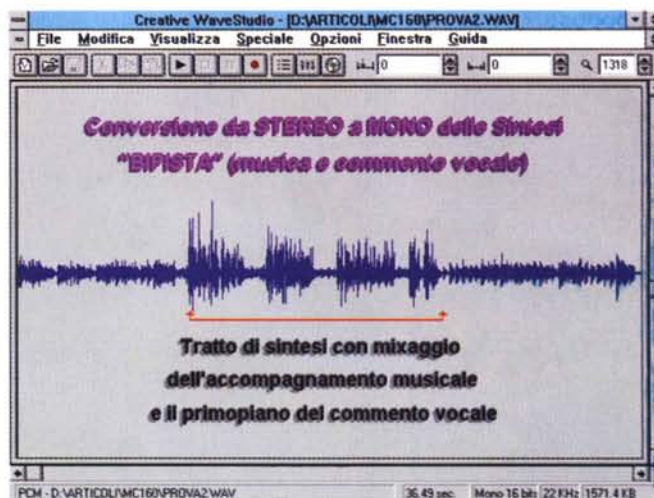 Creative WaveStudio - [D:\ARTICOLI\MC160\PROVA2.WAV]
File Modifica Visualizza Speciale Opzioni Finestra Guida
0 0 1318
Conversione da STEREO a MONO delle Sintesi
"BIPISTA" (musica e commento vocale)
Tratto di sintesi con mixaggio
dell'accompagnamento musicale
e il primopiano del commento vocale
PCM - D:\ARTICOLI\MC160\PROVA2.WAV 36.49 sec. Mono 16 bits 22 KHz 1571.4 KB